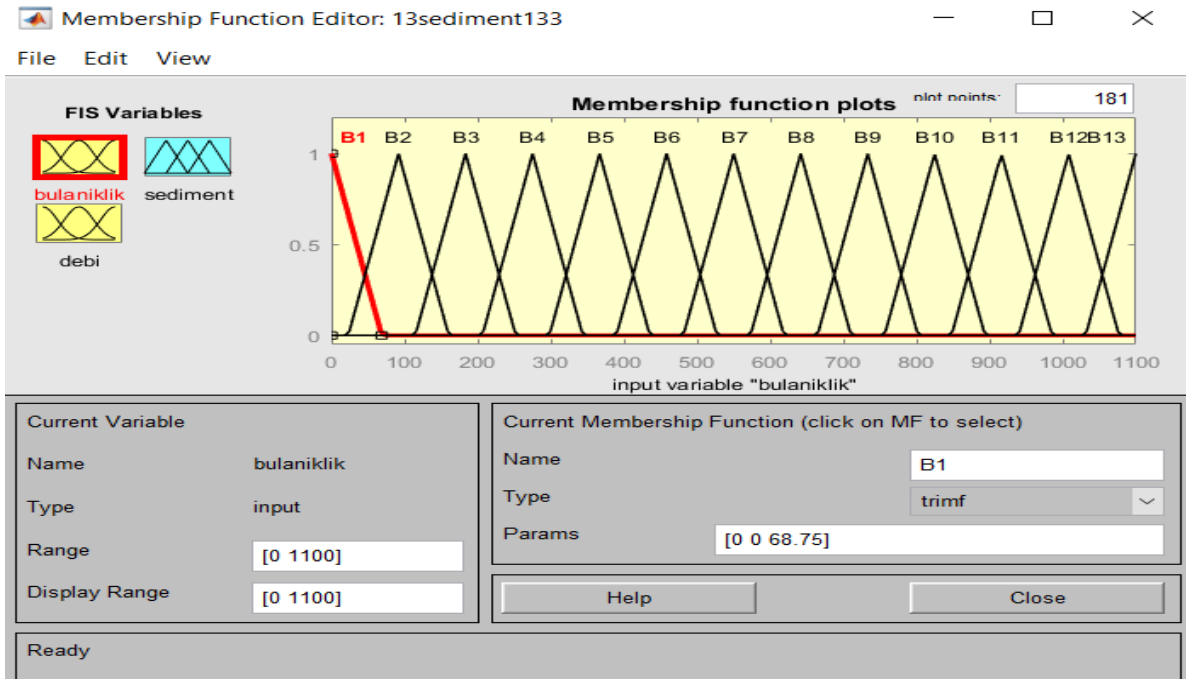 Membership Function Editor: 13sediment133
File Edit View
FIS Variables
bulaniklik sediment
debi
Membership function plots plot points: 181
B1 B2 B3 B4 B5 B6 B7 B8 B9 B10 B11 B12B13
1
0.5
0
0 100 200 300 400 500 600 700 800 900 1000 1100
input variable "bulaniklik"
Current Variable
Name bulaniklik
Type input
Range [0 1100]
Display Range [0 1100]
Current Membership Function (click on MF to select)
Name B1
Type trimf
Params [0 0 68.75]
Help Close
Ready